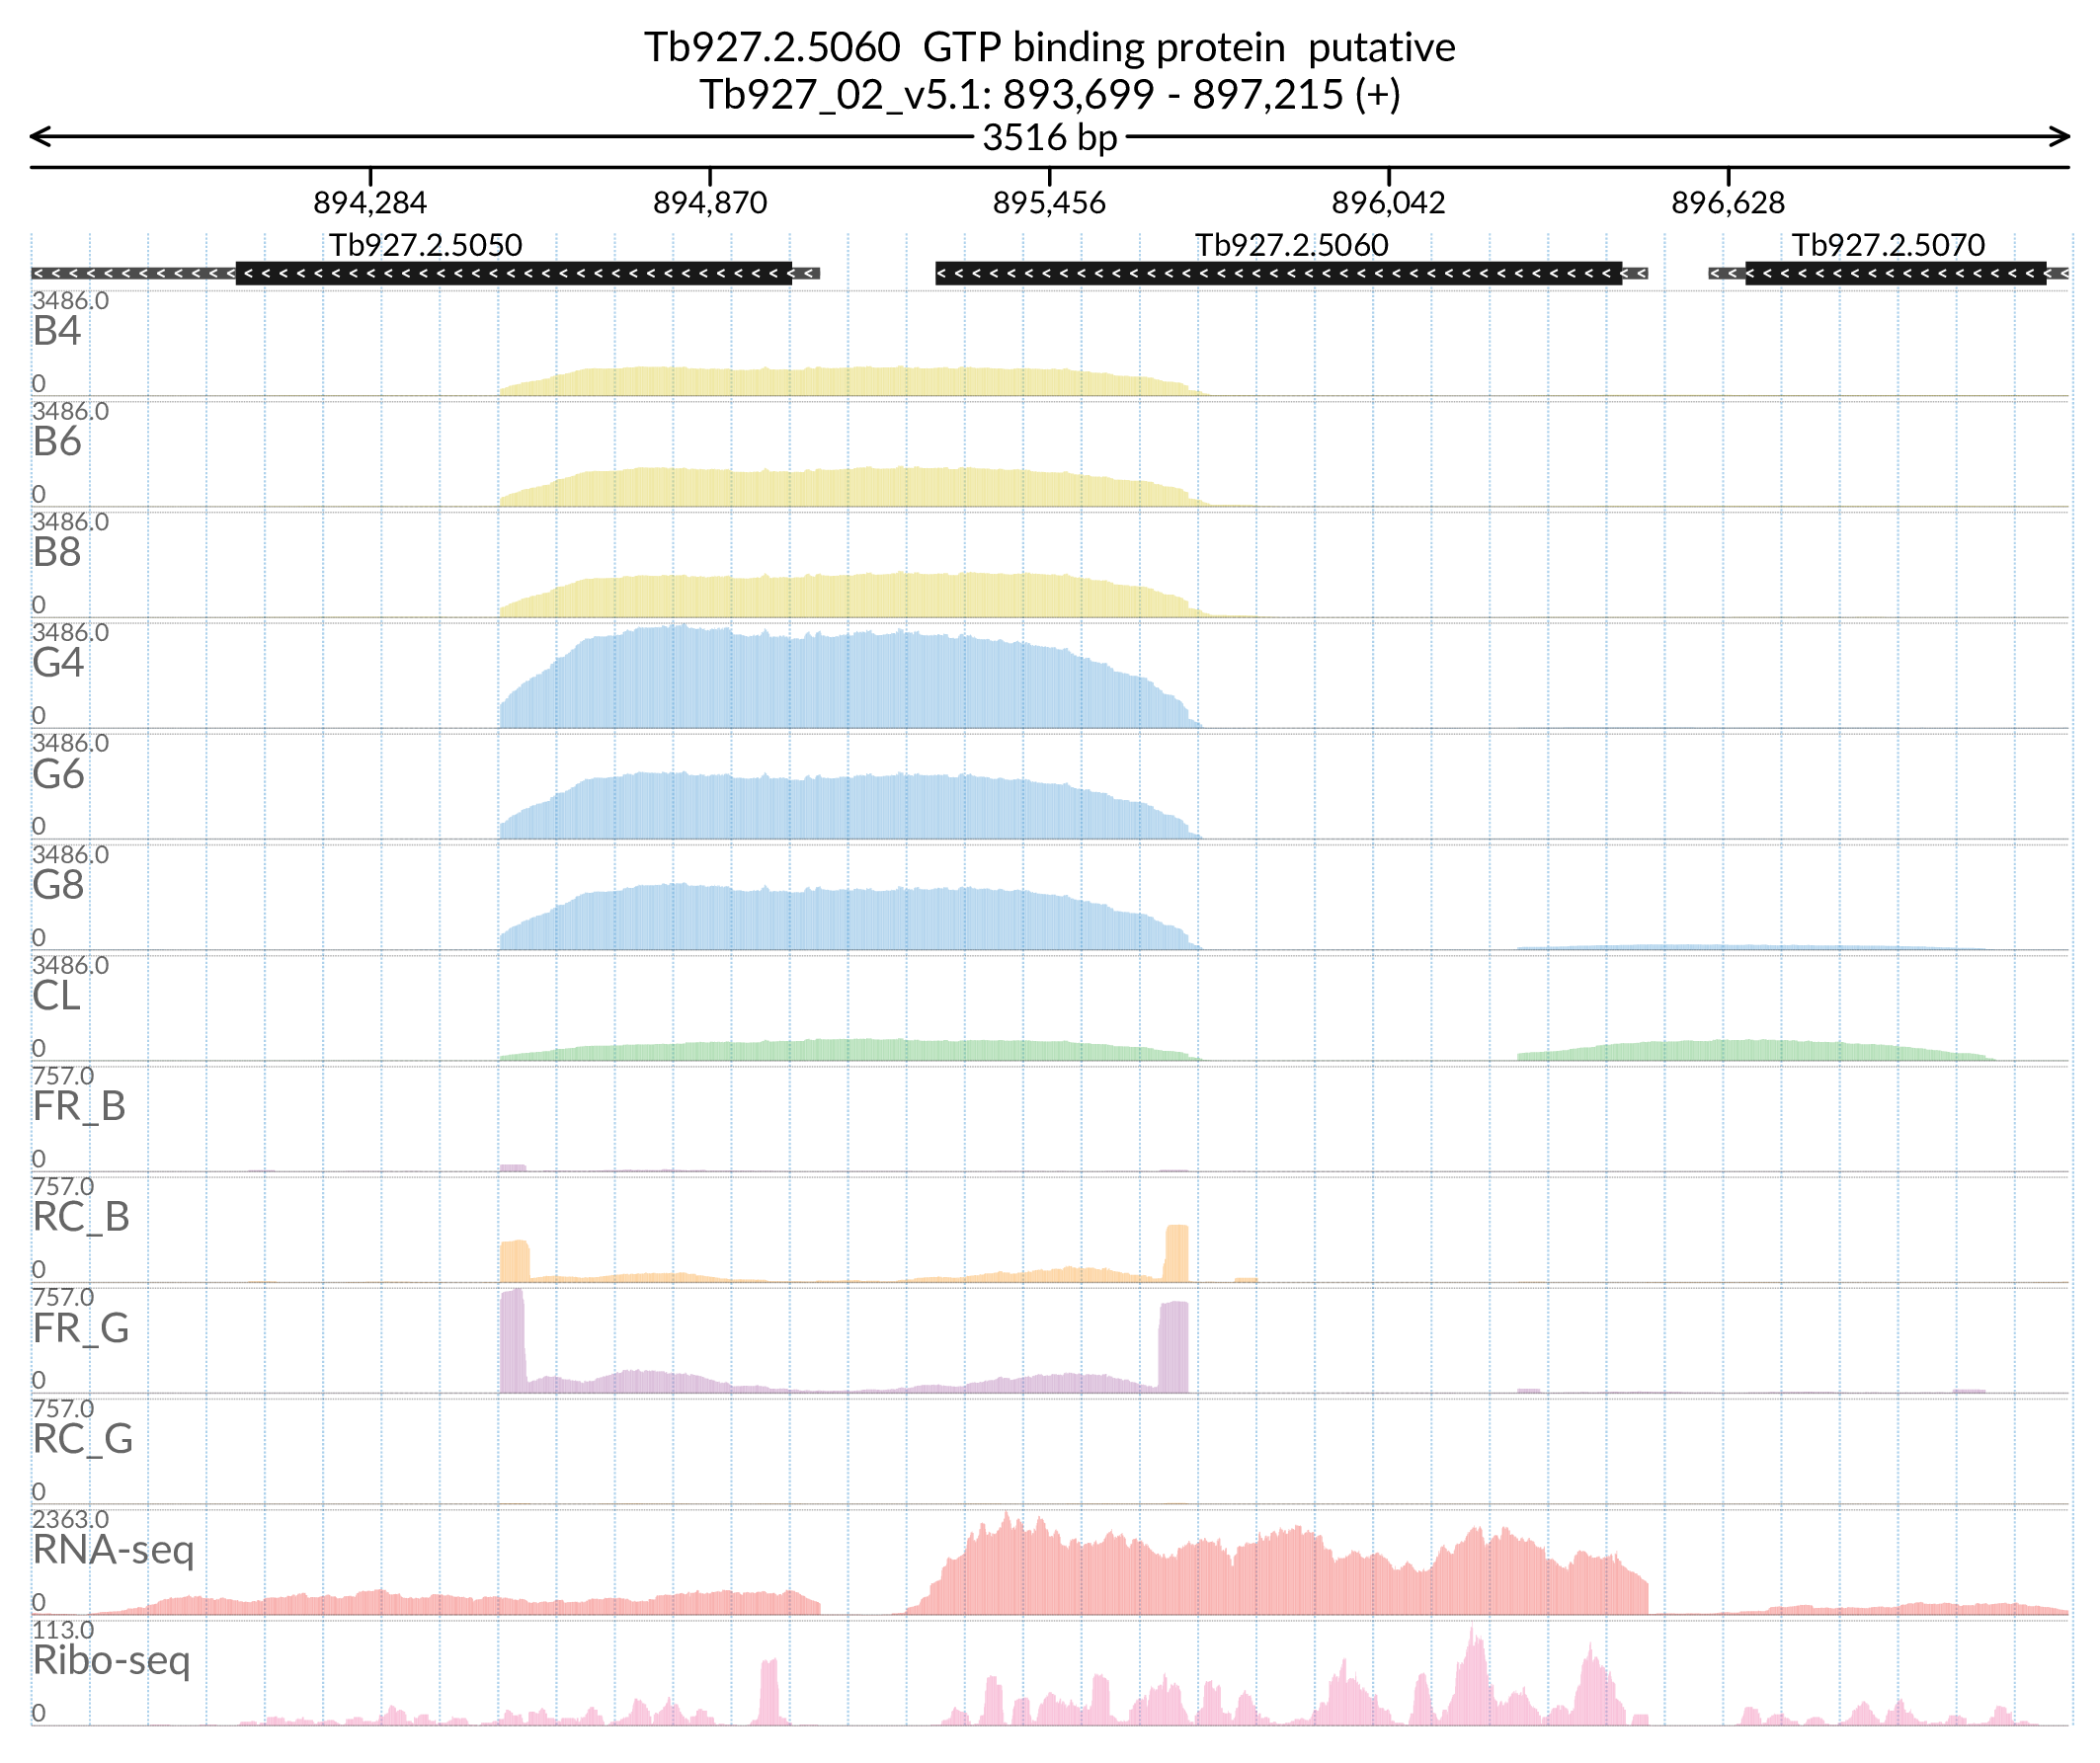 Tb927.2.5060  GTP binding protein  putative
Tb927_02_v5.1: 893,699 - 897,215 (+)
3516 bp
894,284 894,870 895,456 896,042 896,628
Tb927.2.5050 Tb927.2.5060 Tb927.2.5070
3486.0
B4
0
3486.0
B6
0
3486.0
B8
0
3486.0
G4
0
3486.0
G6
0
3486.0
G8
0
3486.0
CL
0
757.0
FR_B
0
757.0
RC_B
0
757.0
FR_G
0
757.0
RC_G
0
2363.0
RNA-seq
0
113.0
Ribo-seq
0